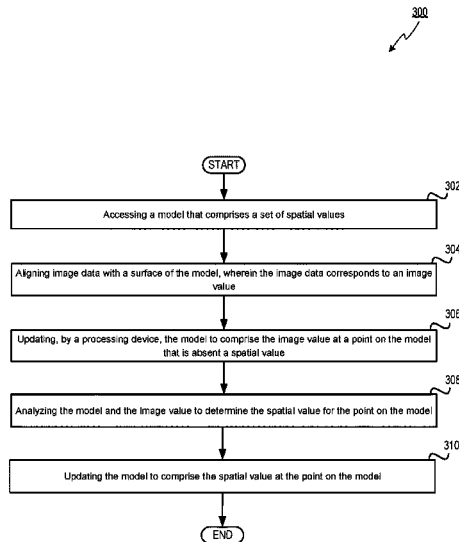 300
START
302
Accessing a model that comprises a set of spatial values
304
Aligning image data with a surface of the model, wherein the image data corresponds to an image
value
306
Updating, by a processing device, the model to comprise the image value at a point on the model
that is absent a spatial value
308
Analyzing the model and the image value to determine the spatial value for the point on the model
310
Updating the model to comprise the spatial value at the point on the model
END